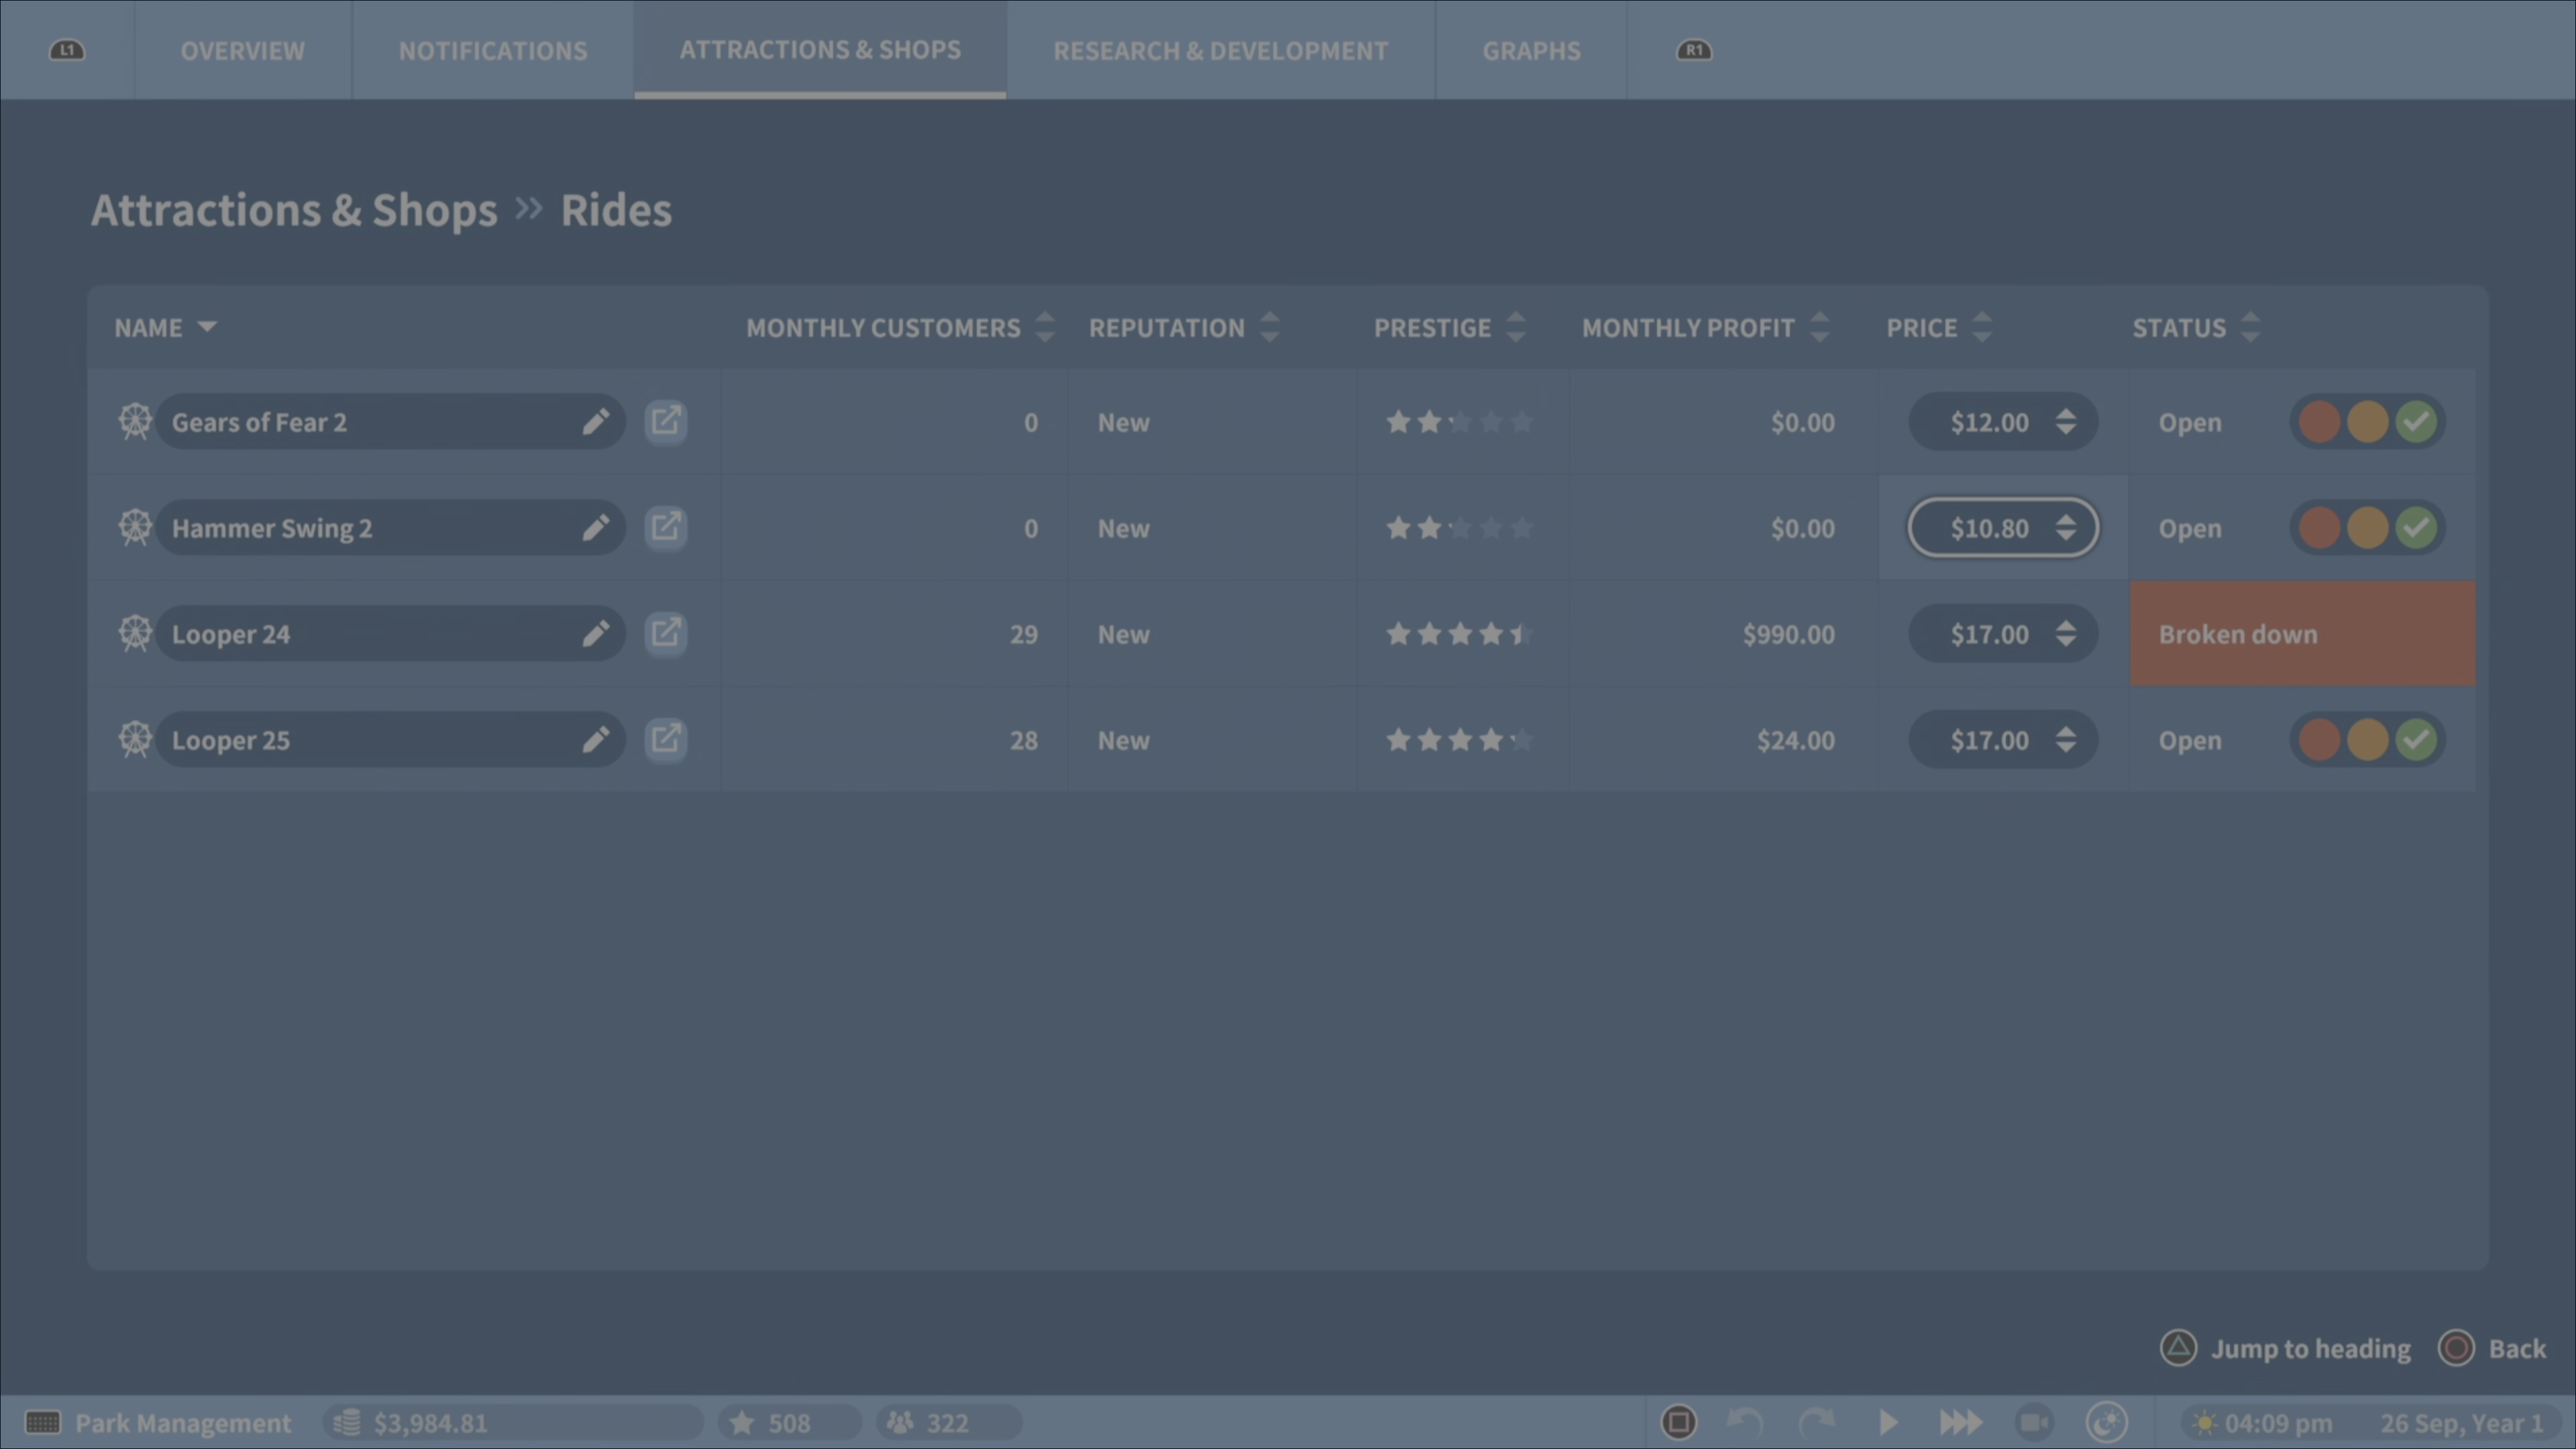 L1 OVERVIEW NOTIFICATIONS ATTRACTIONS & SHOPS RESEARCH & DEVELOPMENT GRAPHS R1
Attractions & Shops » Rides
NAME MONTHLY CUSTOMERS REPUTATION PRESTIGE MONTHLY PROFIT PRICE STATUS
Gears of Fear 2 0 New $0.00 $12.00 Open
Hammer Swing 2 0 New $0.00 $10.80 Open
Looper 24 29 New $990.00 $17.00 Broken down
Looper 25 28 New $24.00 $17.00 Open
Jump to heading Back
Park Management $3,984.81 508 322 04:09 pm 26 Sep, Year 1